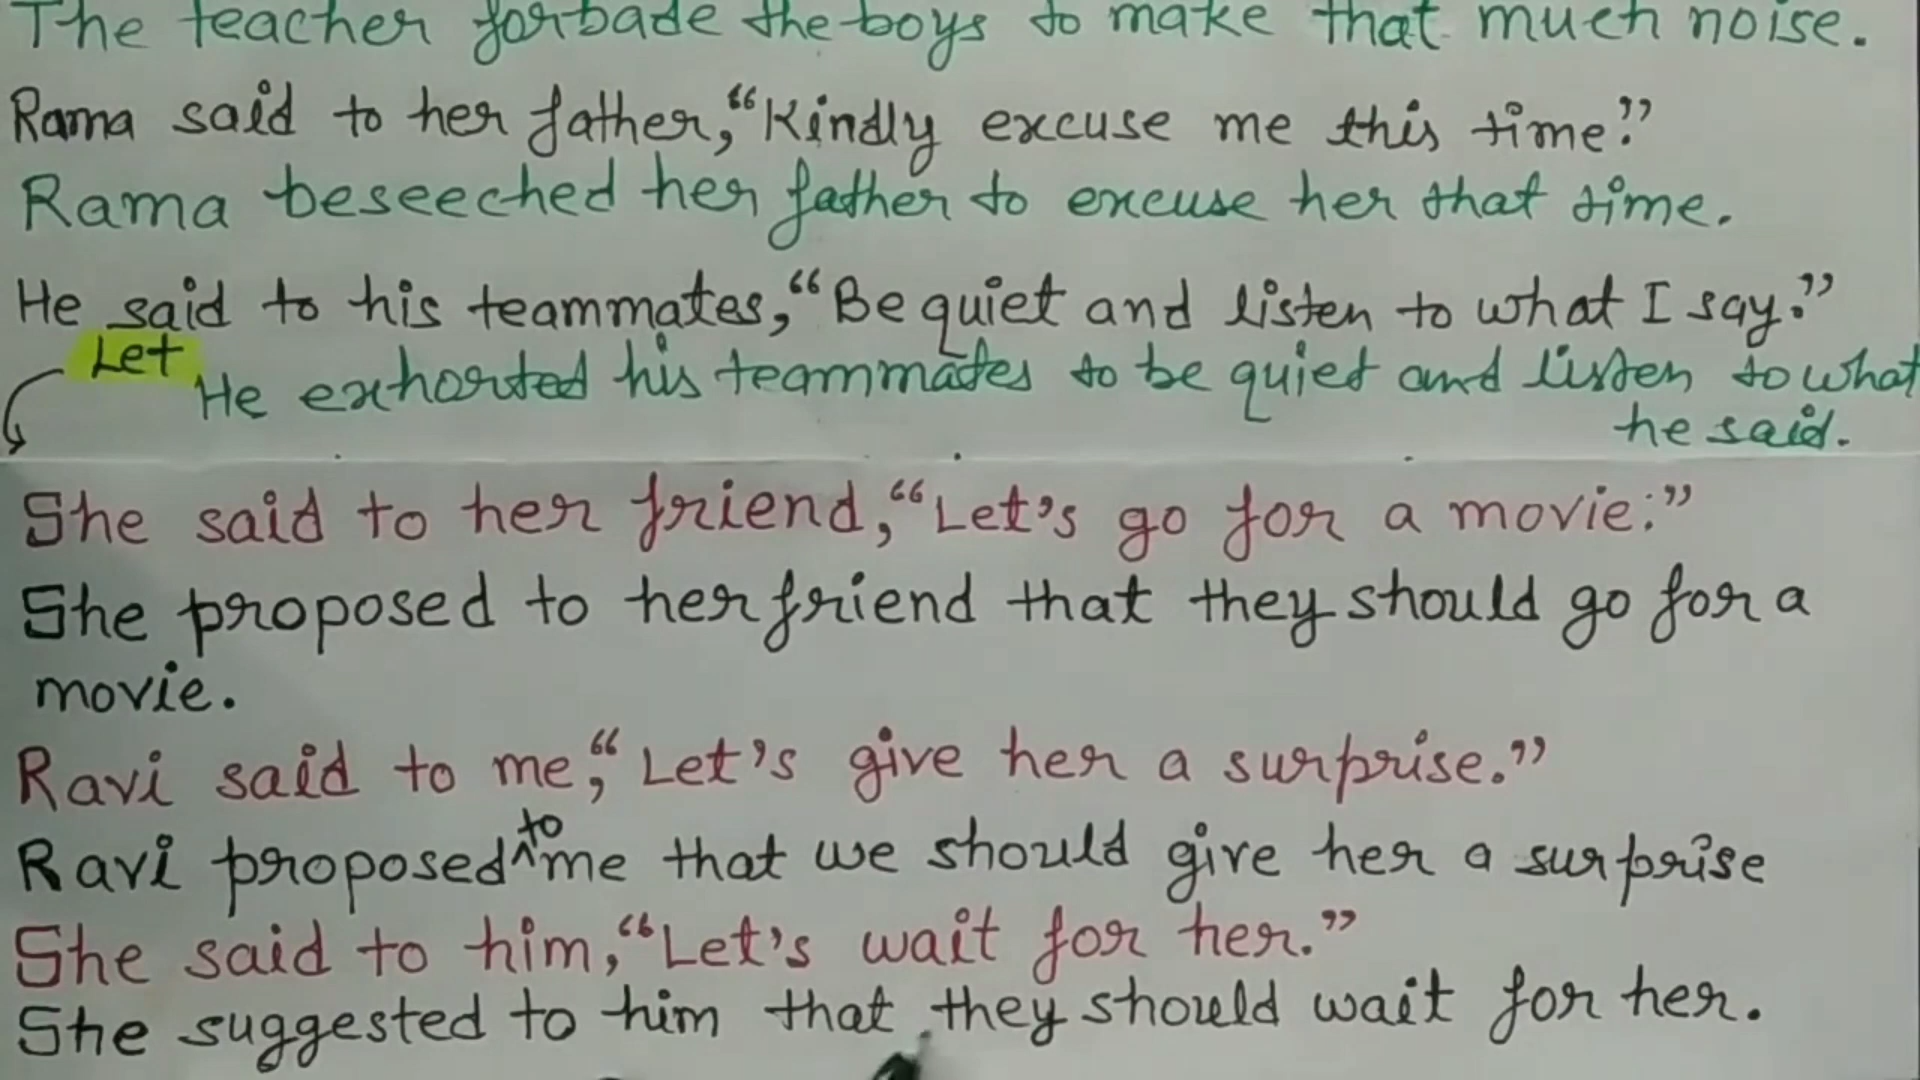 The teacher forbade the boys to make that much noise.
Rama said to her father, "Kindly excuse me this time."
Rama beseeched her father to excuse her that time.
He said to his teammates, "Be quiet and listen to what I say."
Let
He exhorted his teammates to be quiet and listen to what
he said.
She said to her friend, "Let's go for a movie."
She proposed to her friend that they should go for a
movie.
Ravi said to me, "Let's give her a surprise."
Ravi proposed ^to me that we should give her a surprise
She said to him, "Let's wait for her."
She suggested to him that they should wait for her.